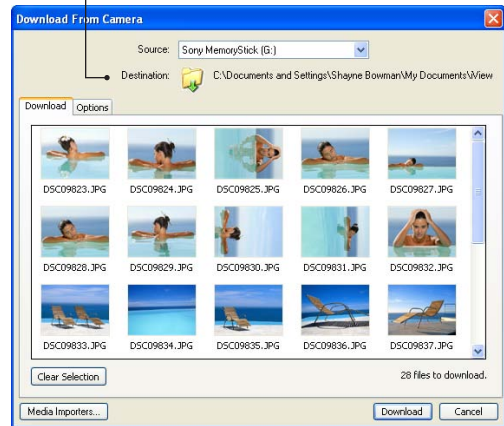 Download From Camera
Source: Sony MemoryStick (G:)
Destination: C:\Documents and Settings\Shayne Bowman\My Documents\iView
Download Options
DSC09823.JPG DSC09824.JPG DSC09825.JPG DSC09826.JPG DSC09827.JPG
DSC09828.JPG DSC09829.JPG DSC09830.JPG DSC09831.JPG DSC09832.JPG
DSC09833.JPG DSC09834.JPG DSC09835.JPG DSC09836.JPG DSC09837.JPG
Clear Selection 28 files to download.
Media Importers... Download Cancel